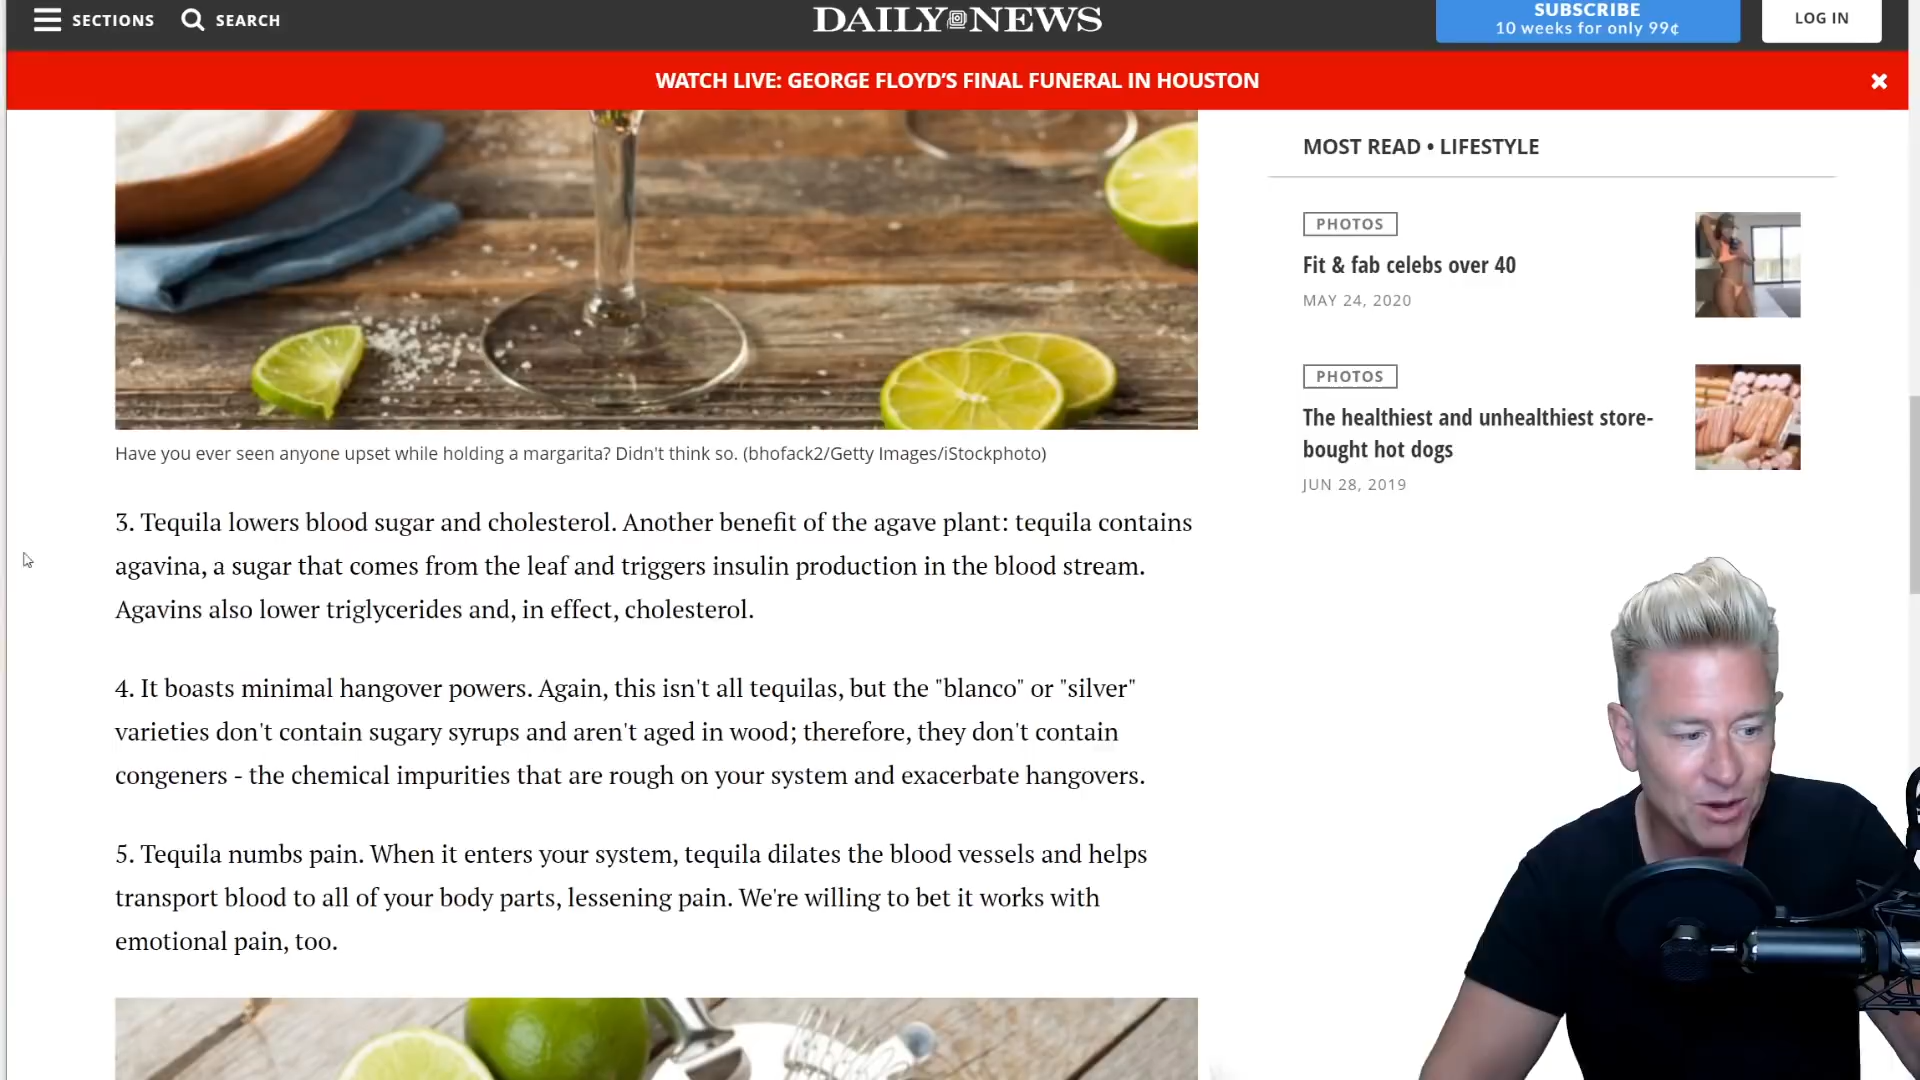 SECTIONS
SEARCH
DAILY NEWS
SUBSCRIBE
10 weeks for only 99¢
LOG IN
WATCH LIVE: GEORGE FLOYD'S FINAL FUNERAL IN HOUSTON
Have you ever seen anyone upset while holding a margarita? Didn't think so. (bhofack2/Getty Images/iStockphoto)
3. Tequila lowers blood sugar and cholesterol. Another benefit of the agave plant: tequila contains
agavina, a sugar that comes from the leaf and triggers insulin production in the blood stream.
Agavins also lower triglycerides and, in effect, cholesterol.
4. It boasts minimal hangover powers. Again, this isn't all tequilas, but the "blanco" or "silver"
varieties don't contain sugary syrups and aren't aged in wood; therefore, they don't contain
congeners - the chemical impurities that are rough on your system and exacerbate hangovers.
5. Tequila numbs pain. When it enters your system, tequila dilates the blood vessels and helps
transport blood to all of your body parts, lessening pain. We're willing to bet it works with
emotional pain, too.
MOST READ • LIFESTYLE
PHOTOS
Fit & fab celebs over 40
MAY 24, 2020
PHOTOS
The healthiest and unhealthiest store-
bought hot dogs
JUN 28, 2019